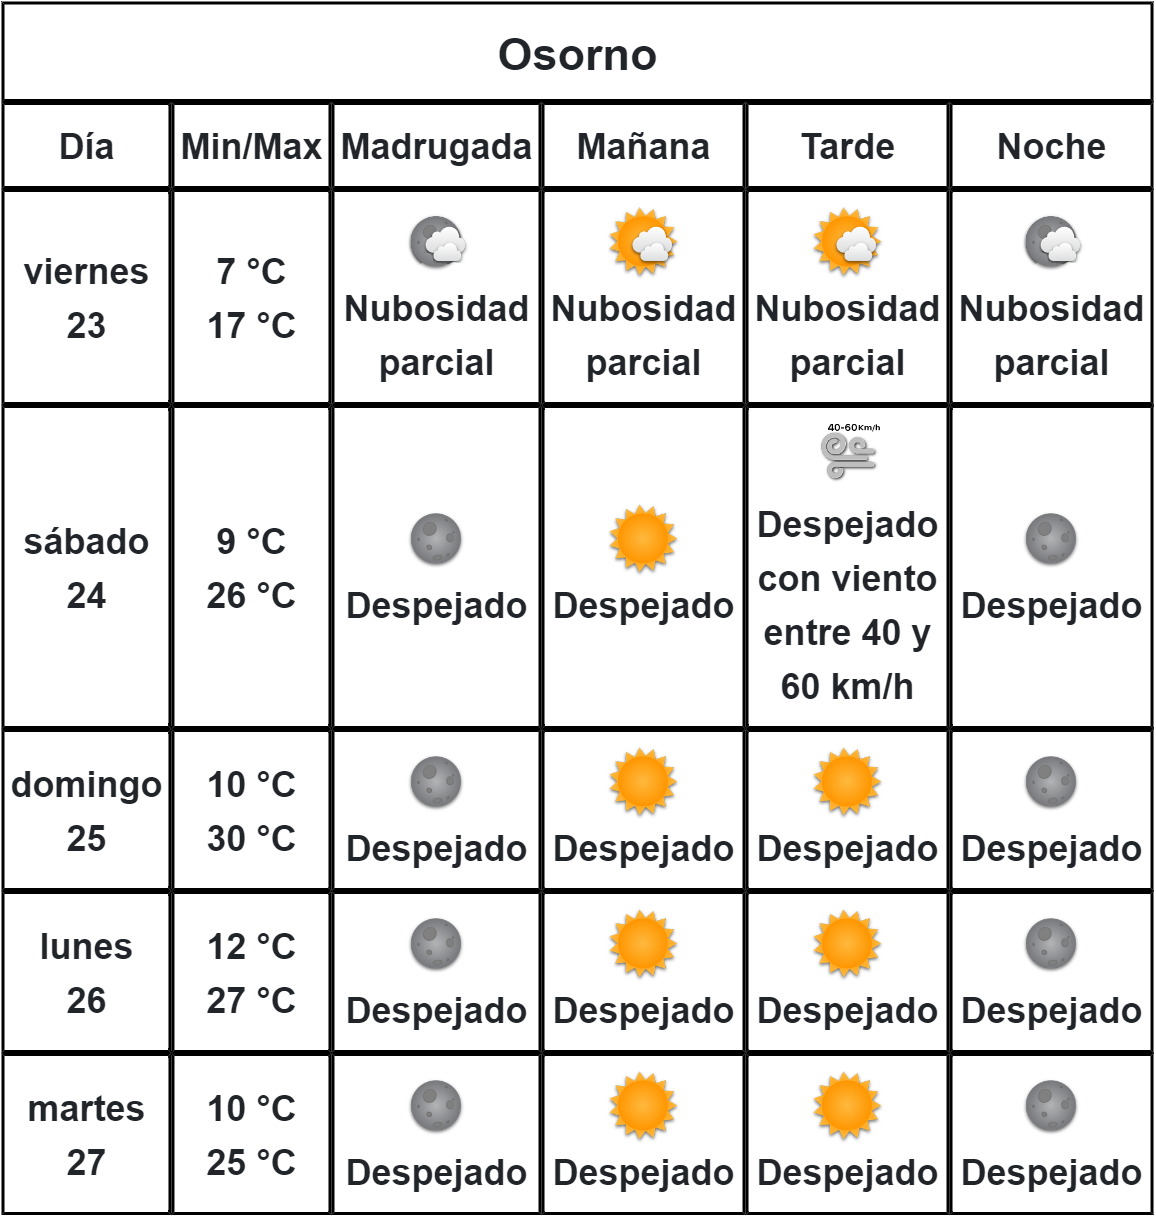 Osorno
Día Min/Max Madrugada Mañana Tarde Noche
viernes
23
7 °C
17 °C
Nubosidad
parcial
Nubosidad
parcial
Nubosidad
parcial
Nubosidad
parcial
sábado
24
9 °C
26 °C
Despejado
Despejado
40-60Km/h
Despejado
con viento
entre 40 y
60 km/h
Despejado
domingo
25
10 °C
30 °C
Despejado
Despejado
Despejado
Despejado
lunes
26
12 °C
27 °C
Despejado
Despejado
Despejado
Despejado
martes
27
10 °C
25 °C
Despejado
Despejado
Despejado
Despejado